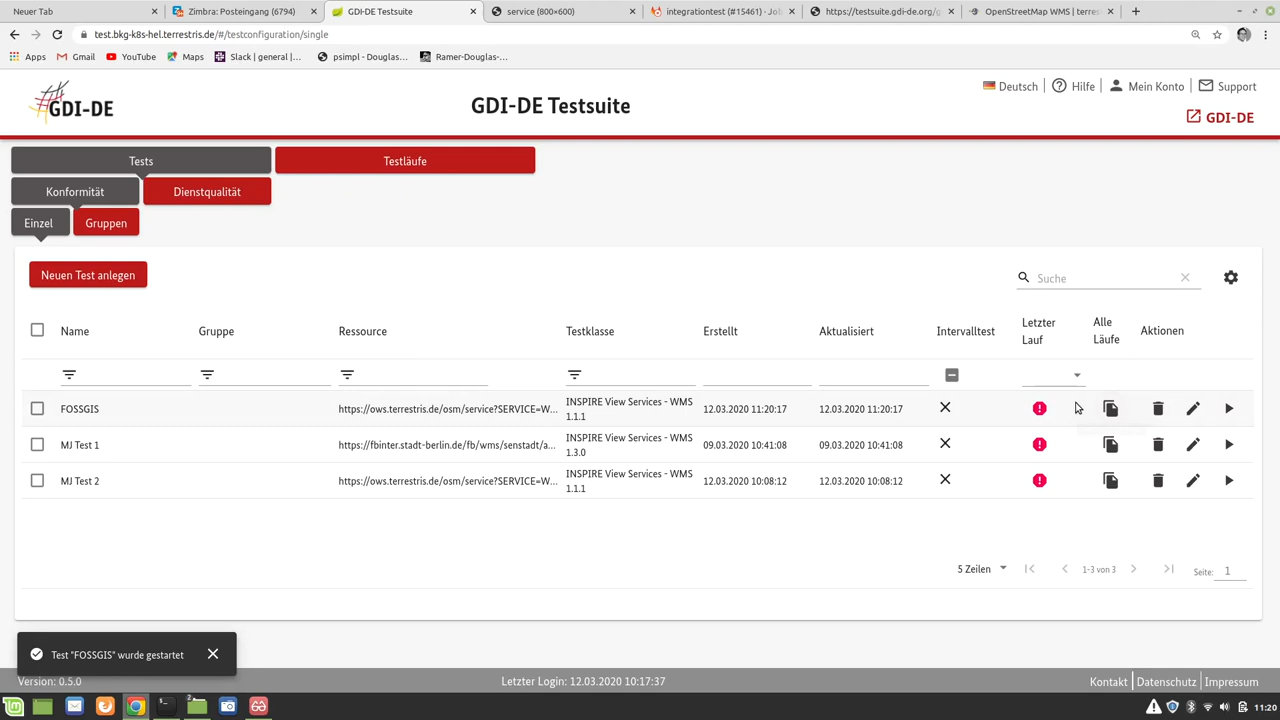 Neuer Tab
Zimbra: Posteingang (6794)
GDI-DE Testsuite
service (800×600)
integrationtest (#15461) - Jo
https://testsuite.gdi-de.org/g
OpenStreetMap WMS | terres
test.bkg-k8s-hel.terrestris.de/#/testconfiguration/single
Apps
Gmail
YouTube
Maps
Slack | general |...
psimpl - Douglas...
Ramer-Douglas-...
GDI-DE
GDI-DE Testsuite
Deutsch
Hilfe
Mein Konto
Support
GDI-DE
Tests
Testläufe
Konformität
Dienstqualität
Einzel
Gruppen
Neuen Test anlegen
Suche
Name
Gruppe
Ressource
Testklasse
Erstellt
Aktualisiert
Intervalltest
Letzter
Lauf
Alle
Läufe
Aktionen
FOSSGIS
https://ows.terrestris.de/osm/service?SERVICE=W...
INSPIRE View Services - WMS
1.1.1
12.03.2020 11:20:17
12.03.2020 11:20:17
MJ Test 1
https://fbinter.stadt-berlin.de/fb/wms/senstadt/a...
INSPIRE View Services - WMS
1.3.0
09.03.2020 10:41:08
09.03.2020 10:41:08
MJ Test 2
https://ows.terrestris.de/osm/service?SERVICE=W...
INSPIRE View Services - WMS
1.1.1
12.03.2020 10:08:12
12.03.2020 10:08:12
5 Zeilen
1-3 von 3
Seite:
1
Test "FOSSGIS" wurde gestartet
Version: 0.5.0
Letzter Login: 12.03.2020 10:17:37
Kontakt
Datenschutz
Impressum
2
11:20